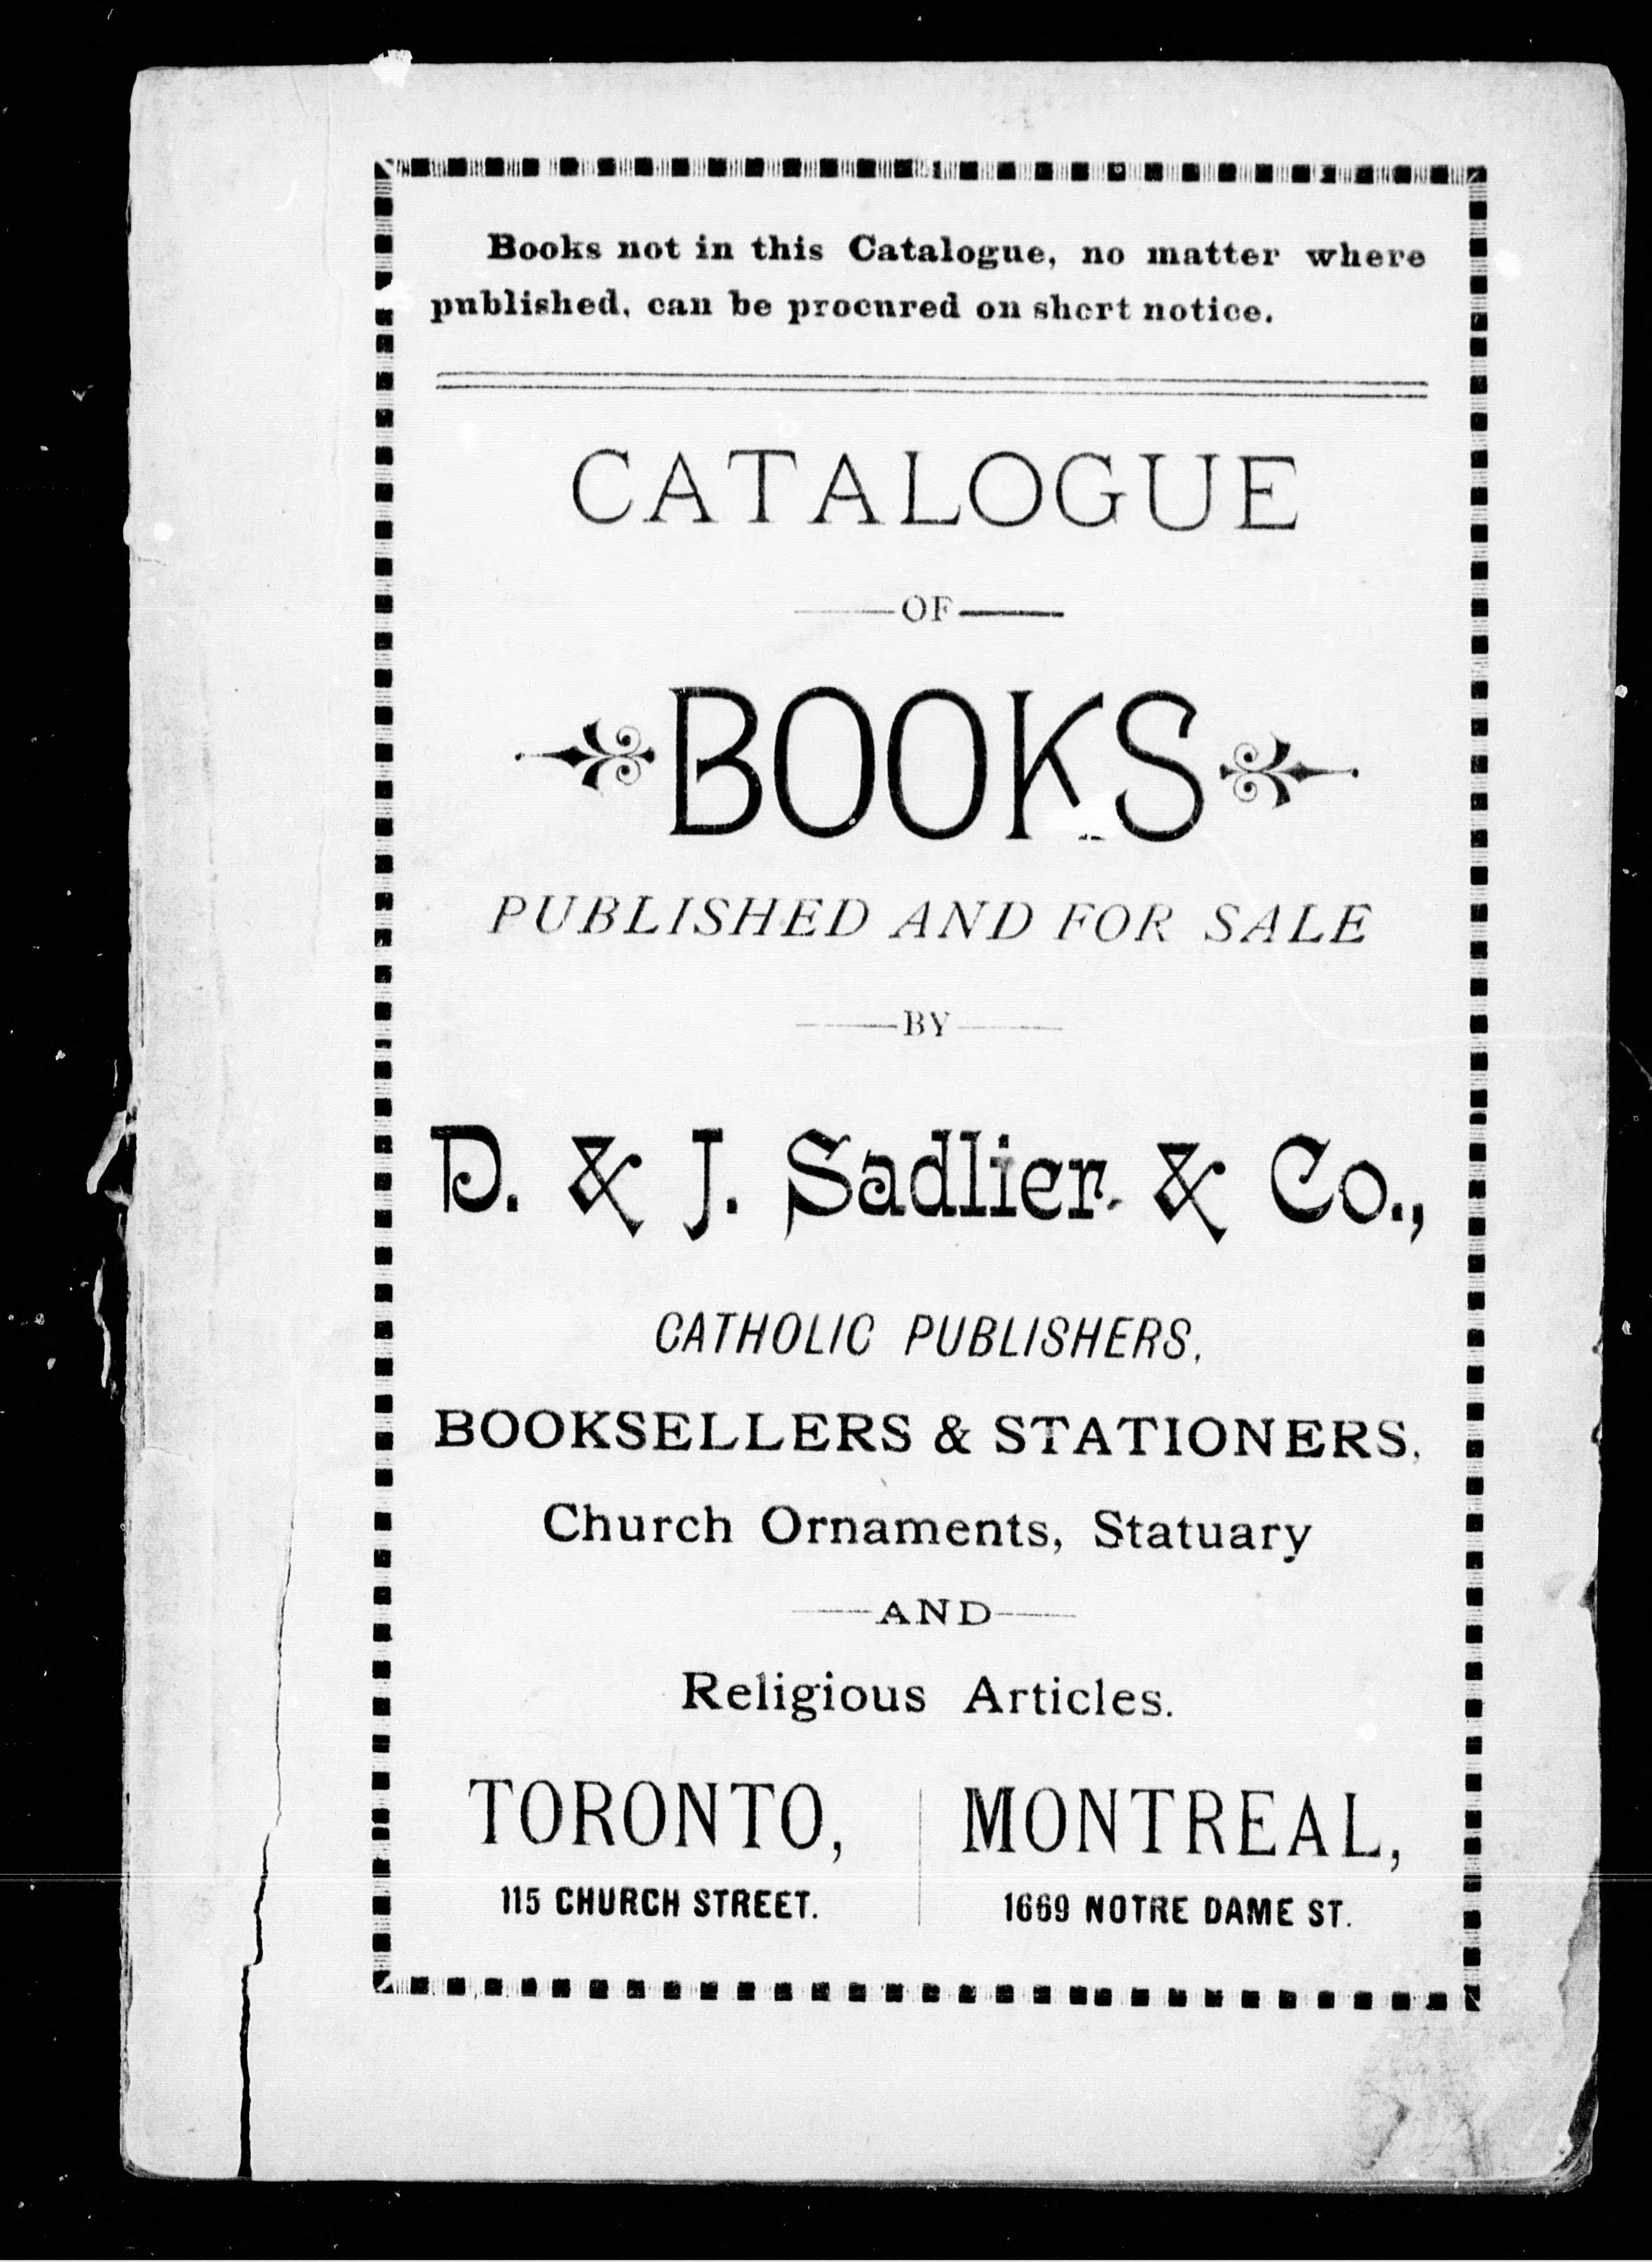 Books not in this Catalogue, no matter where
published, can be procured on short notice.
CATALOGUE
OF
BOOKS
PUBLISHED AND FOR SALE
BY
D. & J. Sadlier & Co.,
CATHOLIC PUBLISHERS,
BOOKSELLERS & STATIONERS,
Church Ornaments, Statuary
AND
Religious Articles.
TORONTO,
115 CHURCH STREET.
MONTREAL,
1669 NOTRE DAME ST.